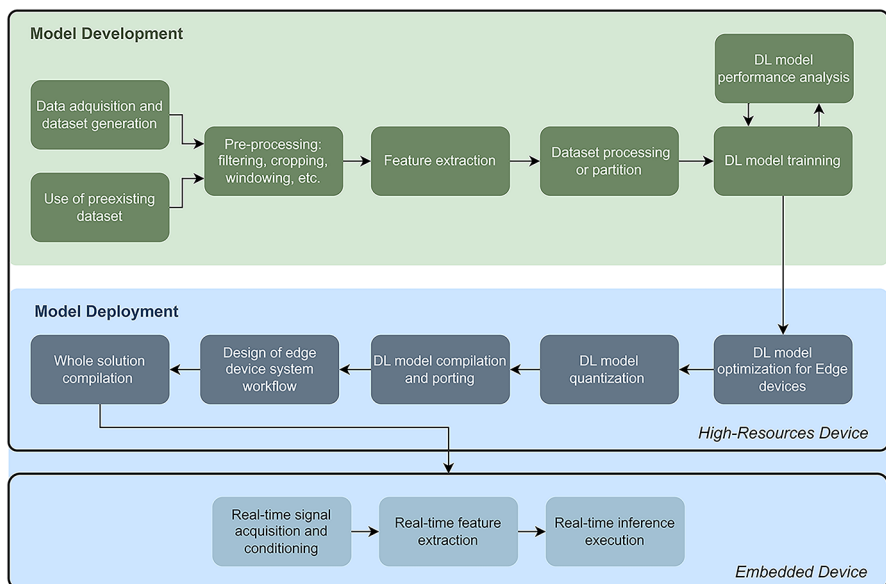 Model Development
Data adquisition and
dataset generation
Use of preexisting
dataset
Pre-processing:
filtering, cropping,
windowing, etc.
Feature extraction
Dataset processing
or partition
DL model
performance analysis
DL model trainning
Model Deployment
DL model
optimization for Edge
devices
DL model
quantization
DL model compilation
and porting
Design of edge
device system
workflow
Whole solution
compilation
High-Resources Device
Real-time signal
acquisition and
conditioning
Real-time feature
extraction
Real-time inference
execution
Embedded Device